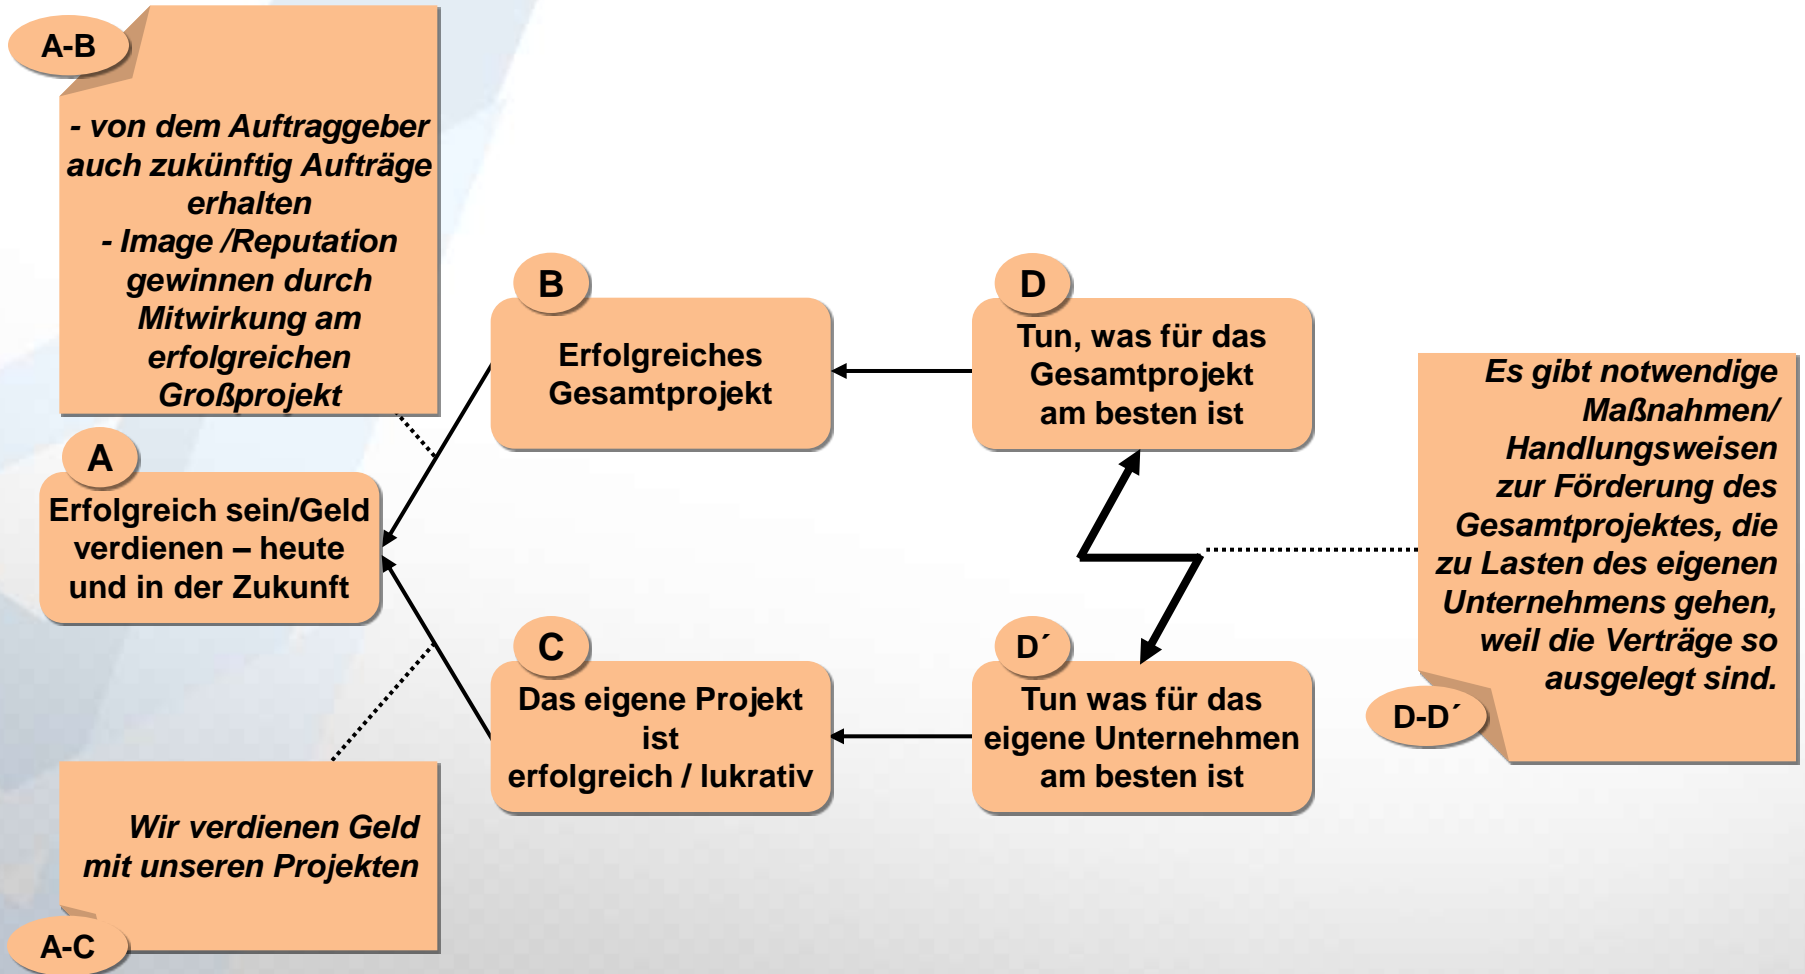 A-B
- von dem Auftraggeber
auch zukünftig Aufträge
erhalten
- Image /Reputation
gewinnen durch
Mitwirkung am
erfolgreichen
Großprojekt
A
Erfolgreich sein/Geld
verdienen – heute
und in der Zukunft
Wir verdienen Geld
mit unseren Projekten
A-C
B
Erfolgreiches
Gesamtprojekt
C
Das eigene Projekt
ist
erfolgreich / lukrativ
D
Tun, was für das
Gesamtprojekt
am besten ist
D´
Tun was für das
eigene Unternehmen
am besten ist
Es gibt notwendige
Maßnahmen/
Handlungsweisen
zur Förderung des
Gesamtprojektes, die
zu Lasten des eigenen
Unternehmens gehen,
weil die Verträge so
ausgelegt sind.
D-D´